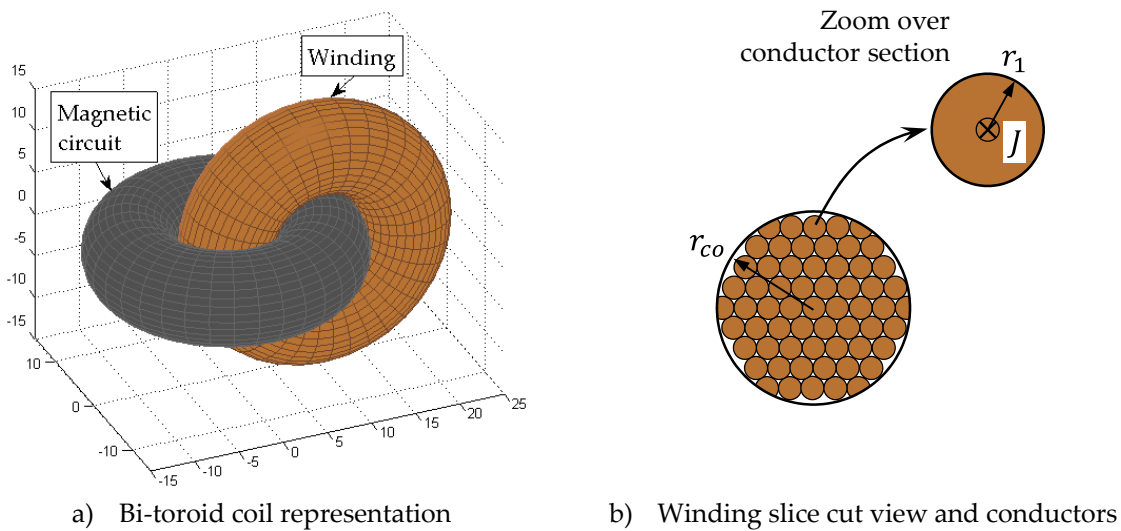 Zoom over
conductor section
Winding
Magnetic
circuit
15
10
5
0
-5
-10
-15
10
0
-10
-15
-10
-5
0
5
10
15
20
25
r₁
J
r_co
a) Bi-toroid coil representation
b) Winding slice cut view and conductors